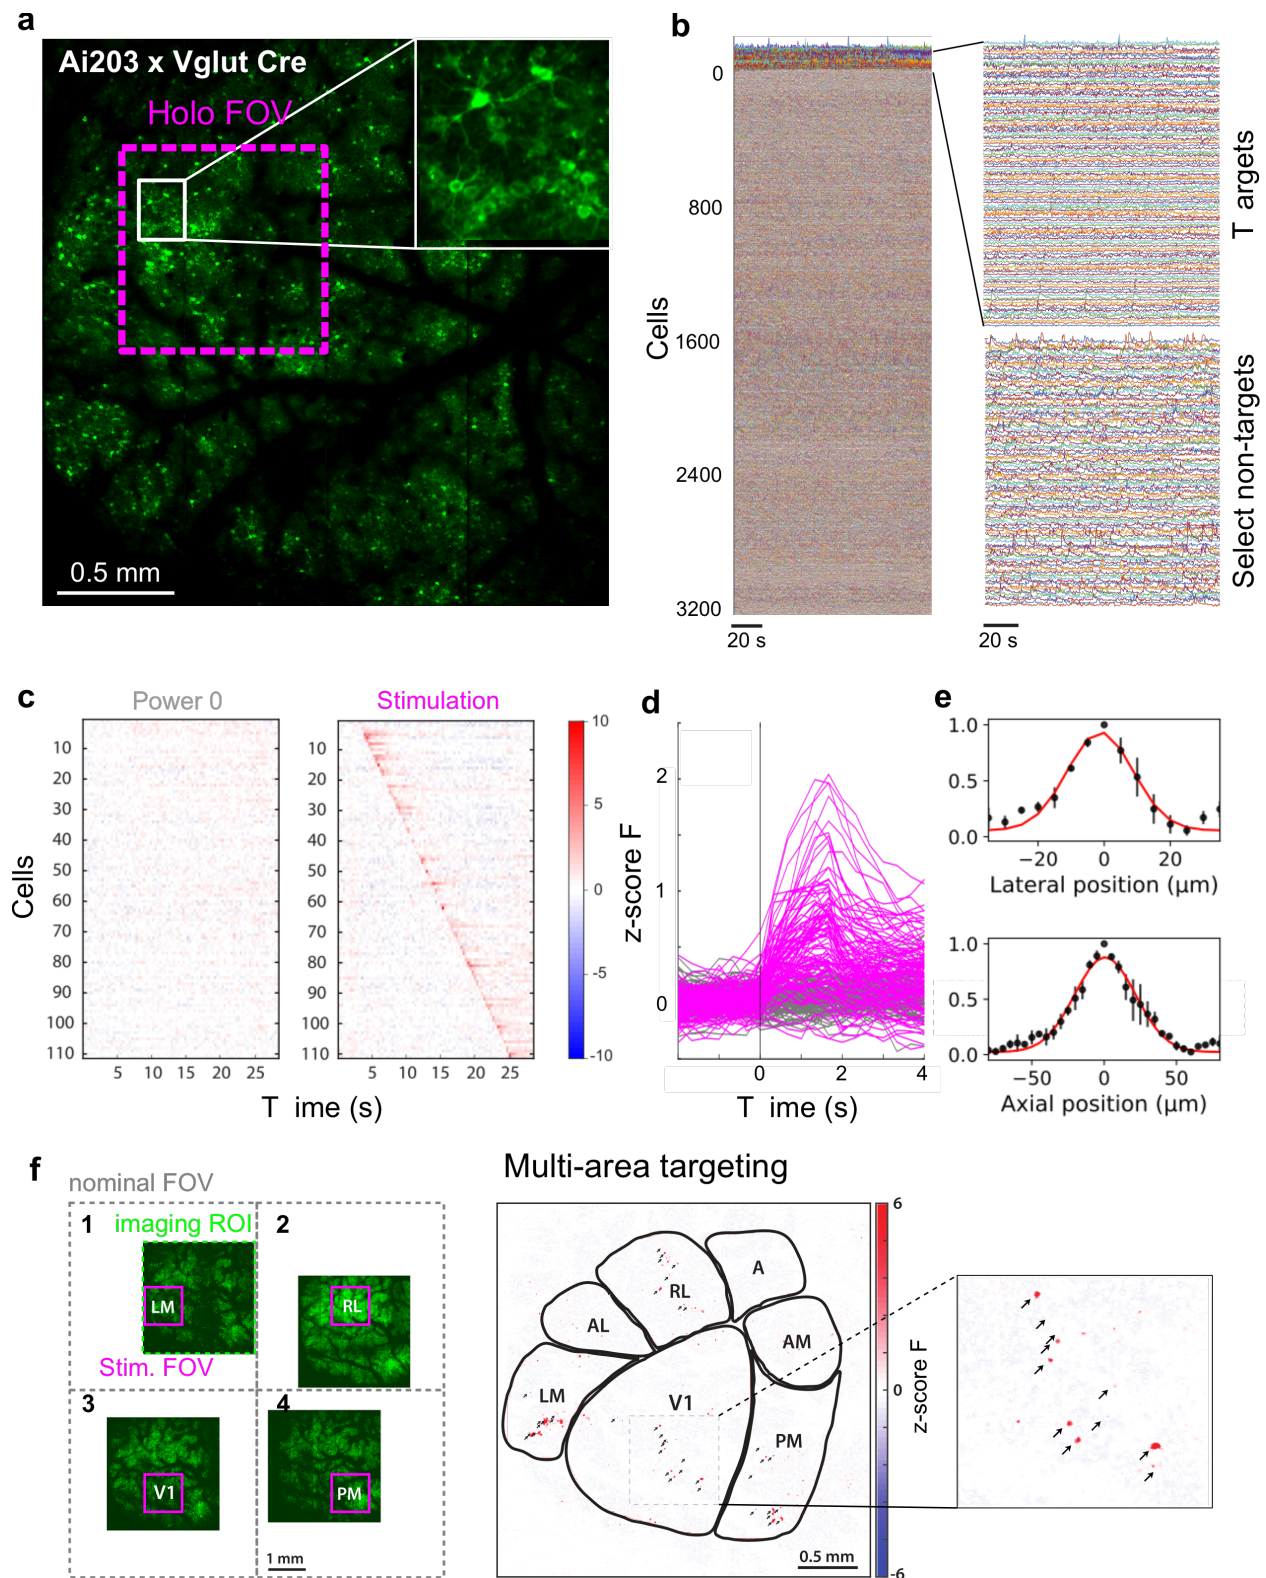 a
Ai203 x Vglut Cre
Holo FOV
0.5 mm
b
0
800
1600
2400
3200
Cells
20 s
20 s
T argets
Select non-targets
c
Power 0
Stimulation
10
20
30
40
50
60
70
80
90
100
110
Cells
5 10 15 20 25
5 10 15 20 25
T ime (s)
10
5
0
-5
-10
z-score F
d
2
1
0
0 2 4
T ime (s)
e
1.0
0.5
0.0
−20 0 20
Lateral position (µm)
1.0
0.5
0.0
−50 0 50
Axial position (µm)
f
nominal FOV
1
imaging ROI
LM
Stim. FOV
2
RL
3
V1
4
PM
1 mm
Multi-area targeting
RL
A
AL
AM
LM
V1
PM
0.5 mm
6
0
-6
z-score F